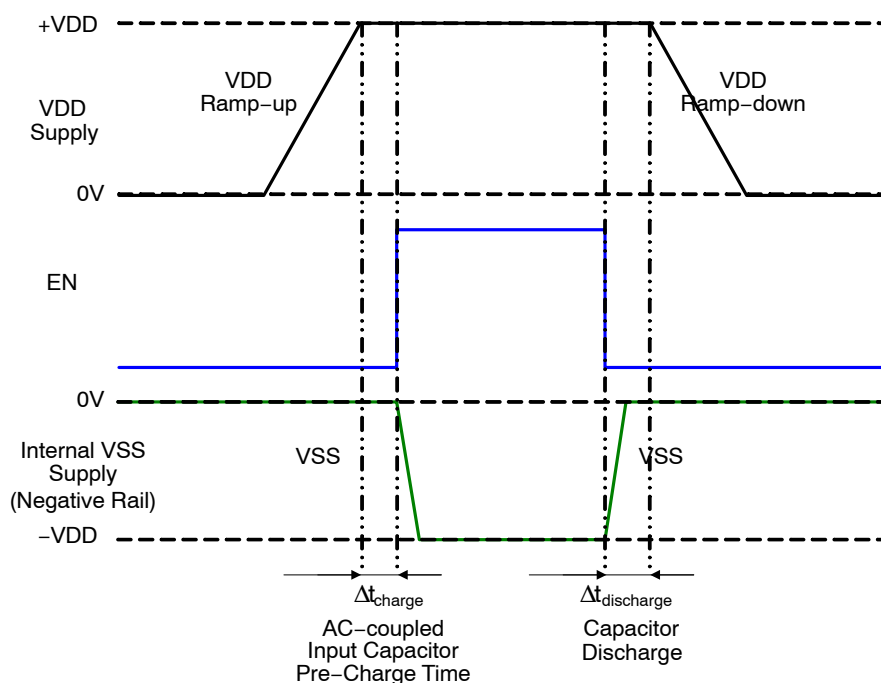 +VDD
VDD
Ramp−up
VDD
Ramp−down
VDD
Supply
0V
EN
0V
Internal VSS
Supply
(Negative Rail)
VSS
VSS
−VDD
Δtcharge
Δtdischarge
AC−coupled
Input Capacitor
Pre−Charge Time
Capacitor
Discharge